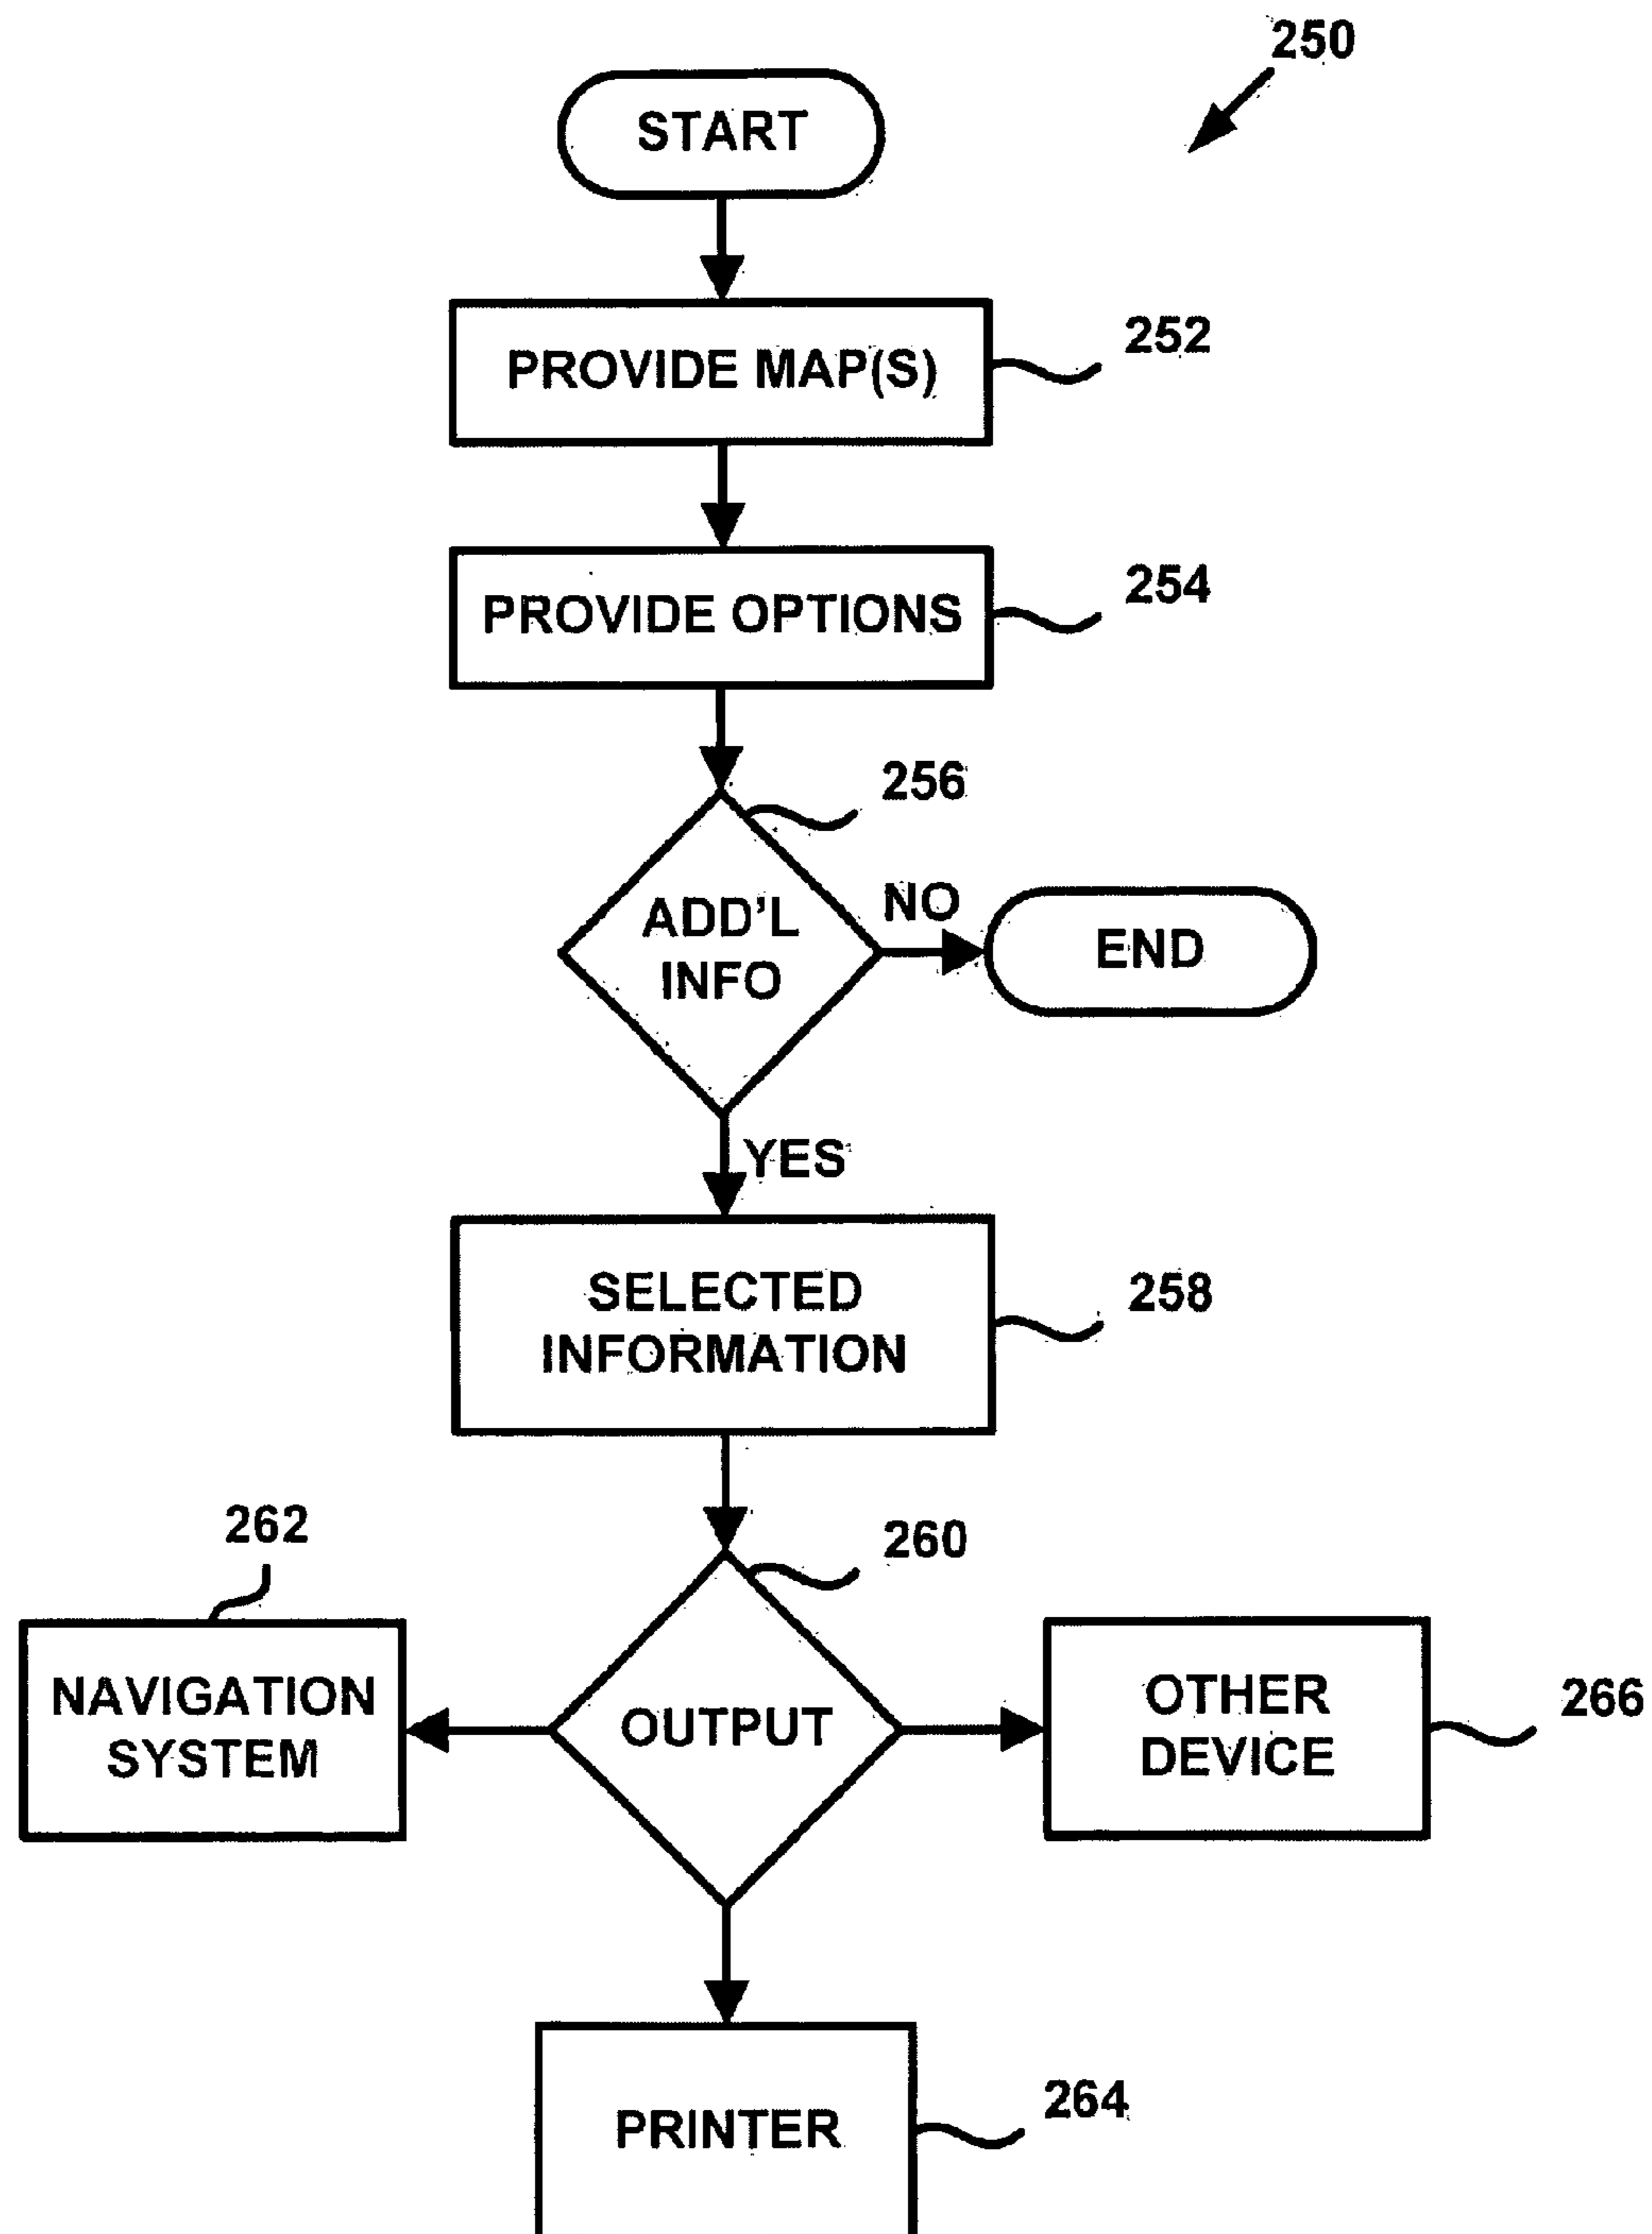 250
START
PROVIDE MAP(S)
252
PROVIDE OPTIONS
254
256
ADD'L
INFO
NO
END
YES
SELECTED
INFORMATION
258
262
260
NAVIGATION
SYSTEM
OUTPUT
OTHER
DEVICE
266
PRINTER
264